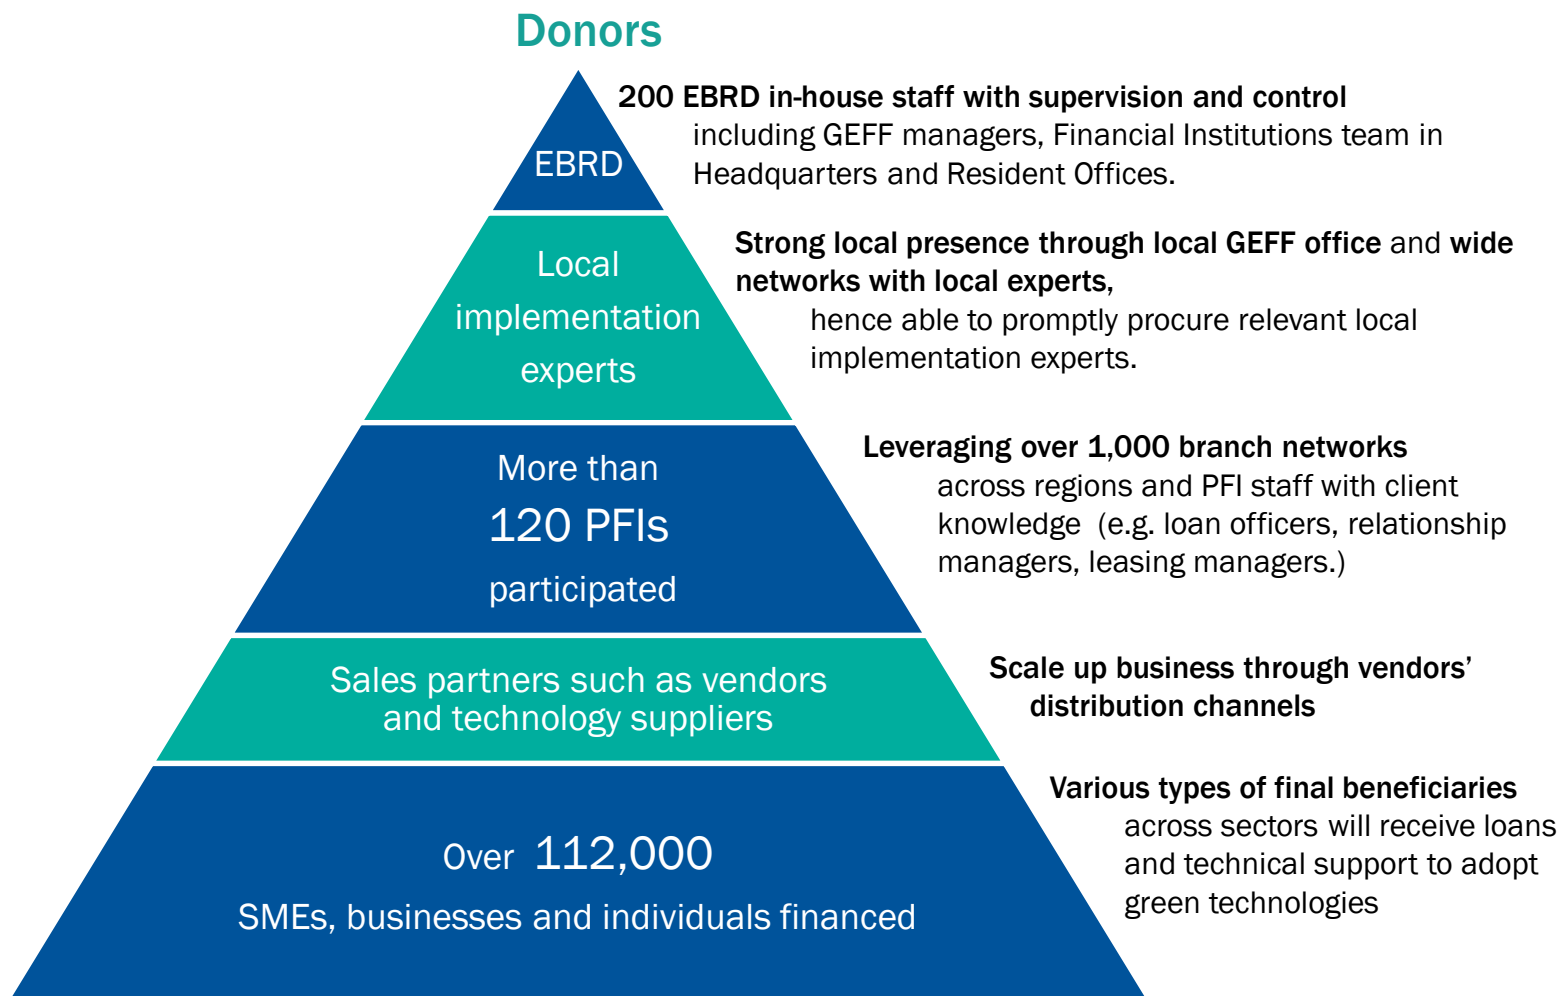 Donors
EBRD
200 EBRD in-house staff with supervision and control
including GEFF managers, Financial Institutions team in
Headquarters and Resident Offices.
Local
implementation
experts
Strong local presence through local GEFF office and wide
networks with local experts,
hence able to promptly procure relevant local
implementation experts.
More than
120 PFIs
participated
Leveraging over 1,000 branch networks
across regions and PFI staff with client
knowledge (e.g. loan officers, relationship
managers, leasing managers.)
Sales partners such as vendors
and technology suppliers
Scale up business through vendors’
distribution channels
Over 112,000
SMEs, businesses and individuals financed
Various types of final beneficiaries
across sectors will receive loans
and technical support to adopt
green technologies